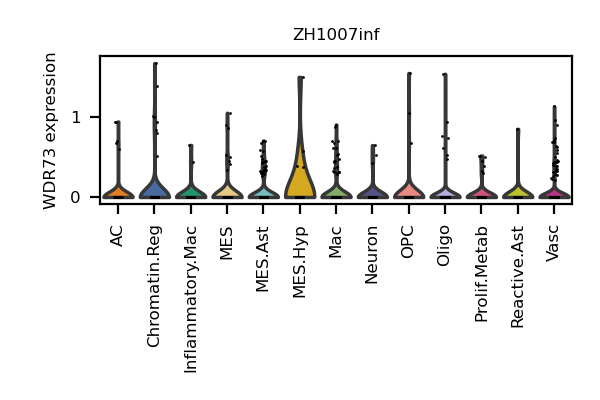 ZH1007inf
WDR73 expression
1
0
AC
Chromatin.Reg
Inflammatory.Mac
MES
MES.Ast
MES.Hyp
Mac
Neuron
OPC
Oligo
Prolif.Metab
Reactive.Ast
Vasc